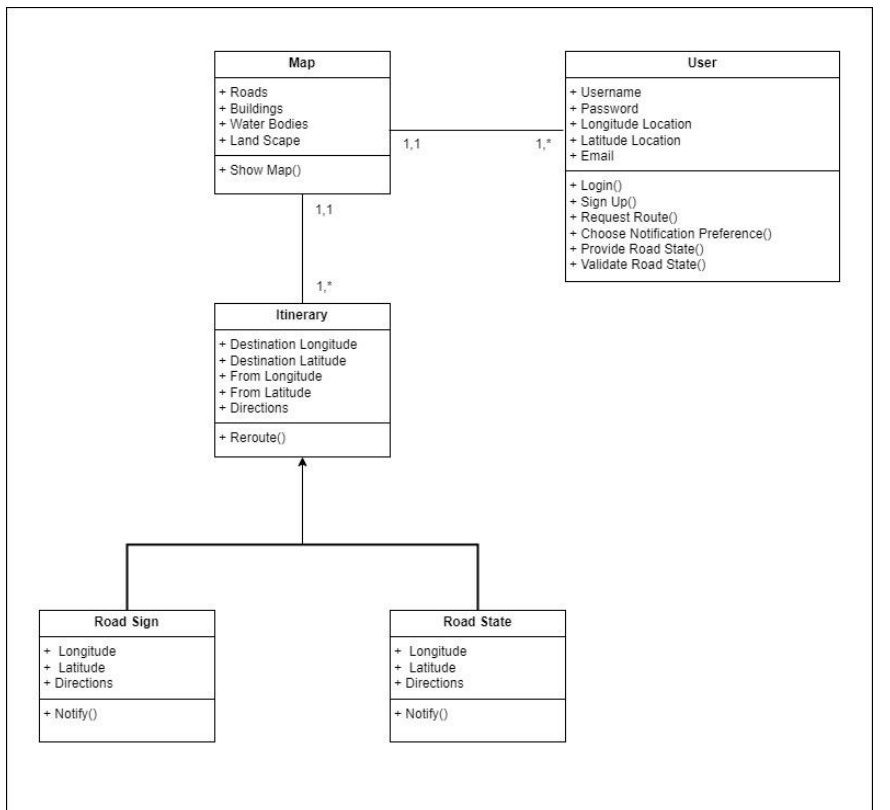 Map
+ Roads
+ Buildings
+ Water Bodies
+ Land Scape
+ Show Map()
1,1
1,*
User
+ Username
+ Password
+ Longitude Location
+ Latitude Location
+ Email
+ Login()
+ Sign Up()
+ Request Route()
+ Choose Notification Preference()
+ Provide Road State()
+ Validate Road State()
1,1
1,*
Itinerary
+ Destination Longitude
+ Destination Latitude
+ From Longitude
+ From Latitude
+ Directions
+ Reroute()
Road Sign
+ Longitude
+ Latitude
+ Directions
+ Notify()
Road State
+ Longitude
+ Latitude
+ Directions
+ Notify()